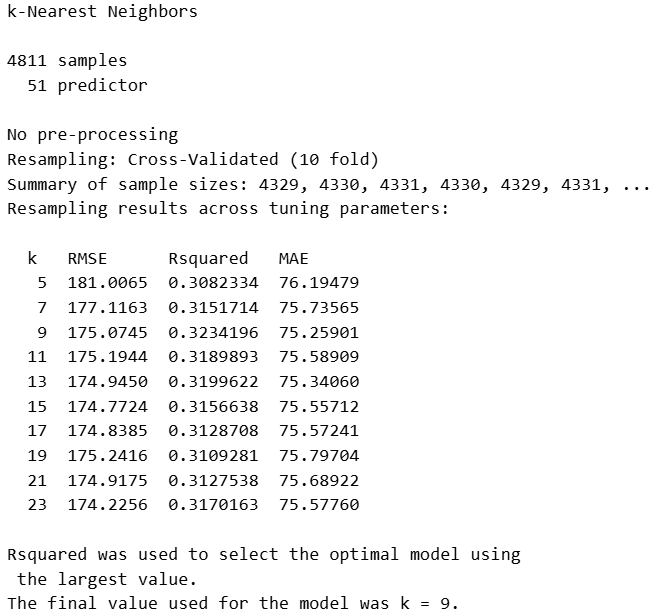 k-Nearest Neighbors

4811 samples
  51 predictor

No pre-processing
Resampling: Cross-Validated (10 fold)
Summary of sample sizes: 4329, 4330, 4331, 4330, 4329, 4331, ...
Resampling results across tuning parameters:

  k   RMSE      Rsquared   MAE
   5  181.0065  0.3082334  76.19479
   7  177.1163  0.3151714  75.73565
   9  175.0745  0.3234196  75.25901
  11  175.1944  0.3189893  75.58909
  13  174.9450  0.3199622  75.34060
  15  174.7724  0.3156638  75.55712
  17  174.8385  0.3128708  75.57241
  19  175.2416  0.3109281  75.79704
  21  174.9175  0.3127538  75.68922
  23  174.2256  0.3170163  75.57760

Rsquared was used to select the optimal model using
 the largest value.
The final value used for the model was k = 9.